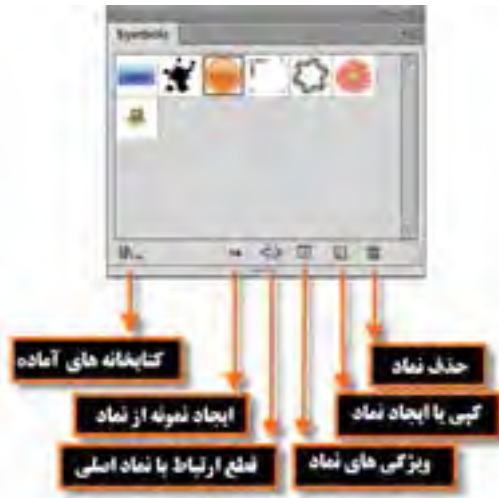 Symbols
کتابخانه های آماده
حذف نماد
ایجاد نمونه از نماد
کپی یا ایجاد نماد
قطع ارتباط با نماد اصلی
ویژگی های نماد